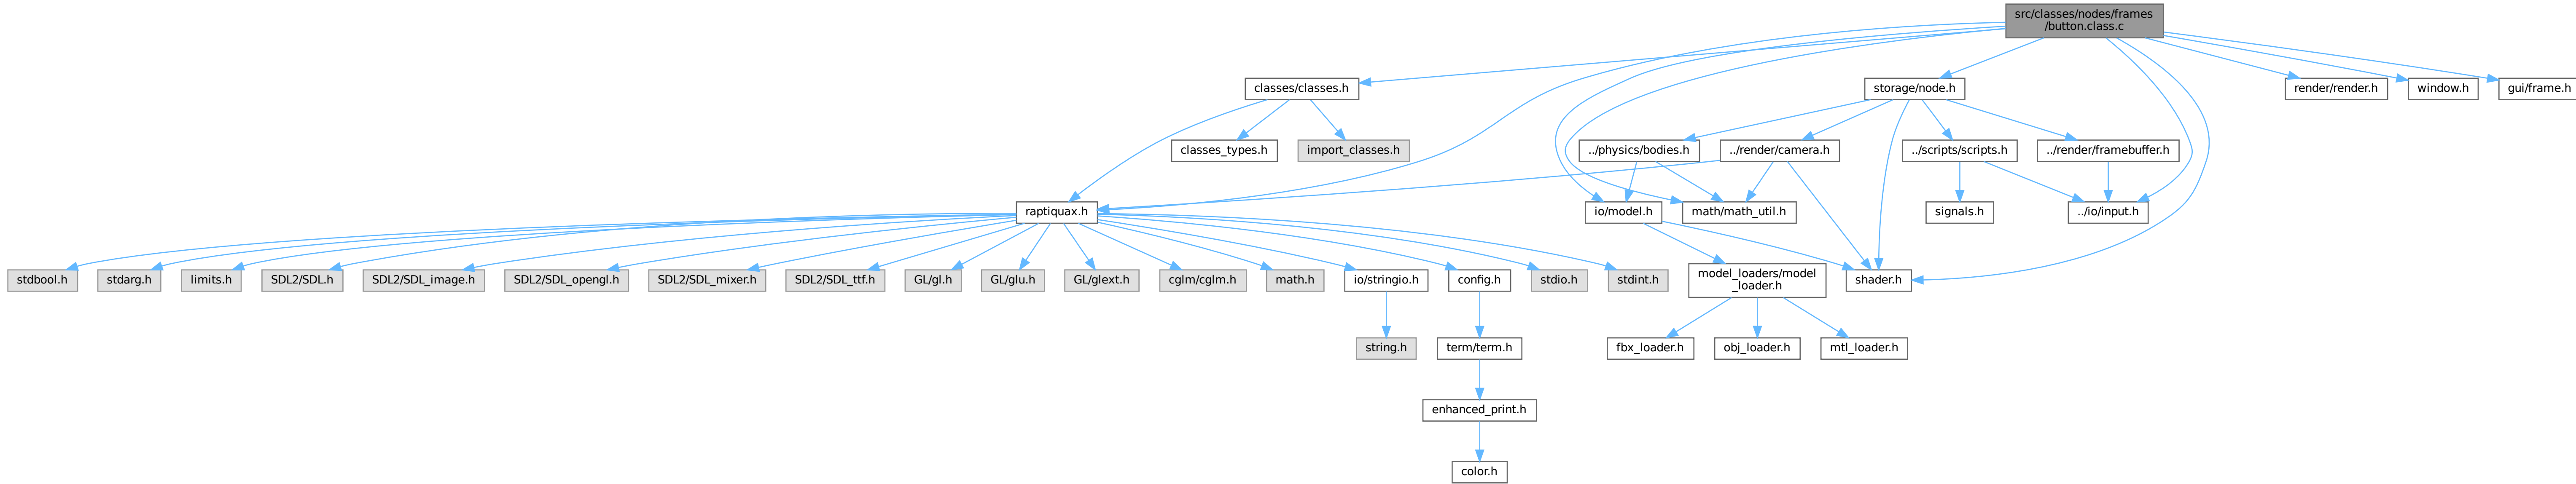 src/classes/nodes/frames
/button.class.c
classes/classes.h
storage/node.h
render/render.h
window.h
gui/frame.h
classes_types.h
import_classes.h
../physics/bodies.h
../render/camera.h
../scripts/scripts.h
../render/framebuffer.h
raptiquax.h
io/model.h
math/math_util.h
signals.h
../io/input.h
stdbool.h
stdarg.h
limits.h
SDL2/SDL.h
SDL2/SDL_image.h
SDL2/SDL_opengl.h
SDL2/SDL_mixer.h
SDL2/SDL_ttf.h
GL/gl.h
GL/glu.h
GL/glext.h
cglm/cglm.h
math.h
io/stringio.h
config.h
stdio.h
stdint.h
model_loaders/model
_loader.h
shader.h
string.h
term/term.h
fbx_loader.h
obj_loader.h
mtl_loader.h
enhanced_print.h
color.h